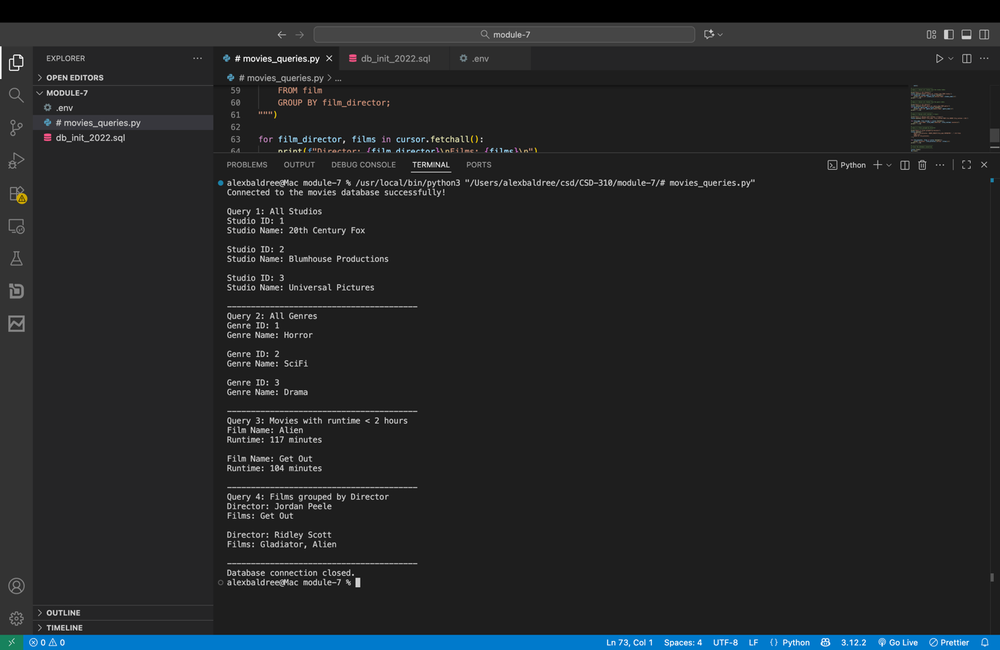 module-7
EXPLORER
OPEN EDITORS
MODULE-7
.env
# movies_queries.py
db_init_2022.sql
OUTLINE
TIMELINE
# movies_queries.py
db_init_2022.sql
.env
# movies_queries.py > ...
59 FROM film
60 GROUP BY film_director;
61 """)
62
63 for film_director, films in cursor.fetchall():
64 print(f"Director: {film_director}\nFilms: {films}\n")
PROBLEMS OUTPUT DEBUG CONSOLE TERMINAL PORTS
Python
alexbaldree@Mac module-7 % /usr/local/bin/python3 "/Users/alexbaldree/csd/CSD-310/module-7/# movies_queries.py"
Connected to the movies database successfully!
Query 1: All Studios
Studio ID: 1
Studio Name: 20th Century Fox
Studio ID: 2
Studio Name: Blumhouse Productions
Studio ID: 3
Studio Name: Universal Pictures
----------------------------------------
Query 2: All Genres
Genre ID: 1
Genre Name: Horror
Genre ID: 2
Genre Name: SciFi
Genre ID: 3
Genre Name: Drama
----------------------------------------
Query 3: Movies with runtime < 2 hours
Film Name: Alien
Runtime: 117 minutes
Film Name: Get Out
Runtime: 104 minutes
----------------------------------------
Query 4: Films grouped by Director
Director: Jordan Peele
Films: Get Out
Director: Ridley Scott
Films: Gladiator, Alien
----------------------------------------
Database connection closed.
alexbaldree@Mac module-7 %
0 0
Ln 73, Col 1 Spaces: 4 UTF-8 LF {} Python 3.12.2 Go Live Prettier